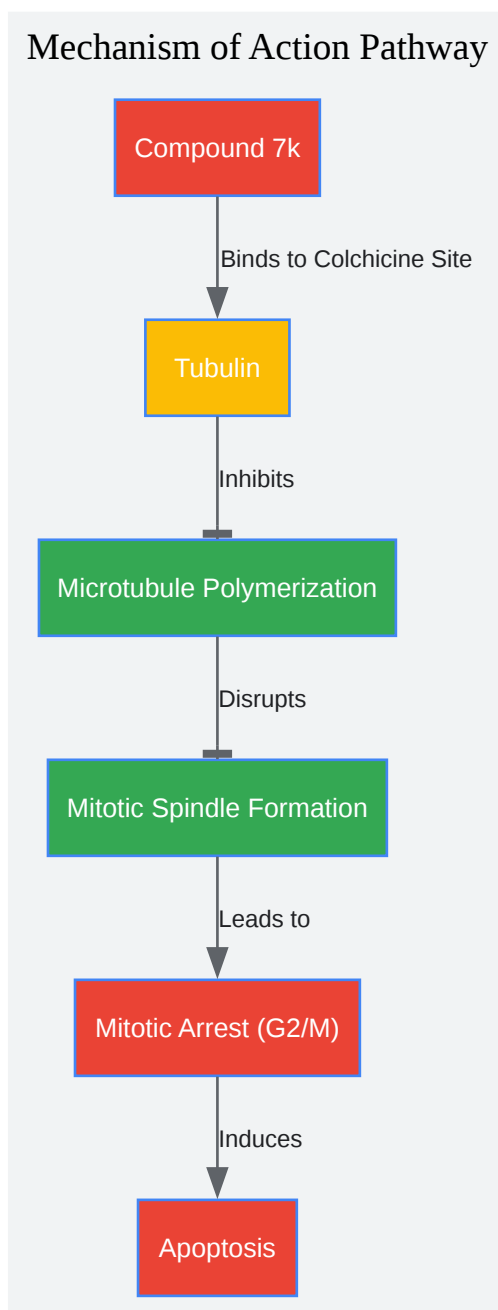 Mechanism of Action Pathway
Compound 7k
Binds to Colchicine Site
Tubulin
Inhibits
Microtubule Polymerization
Disrupts
Mitotic Spindle Formation
Leads to
Mitotic Arrest (G2/M)
Induces
Apoptosis